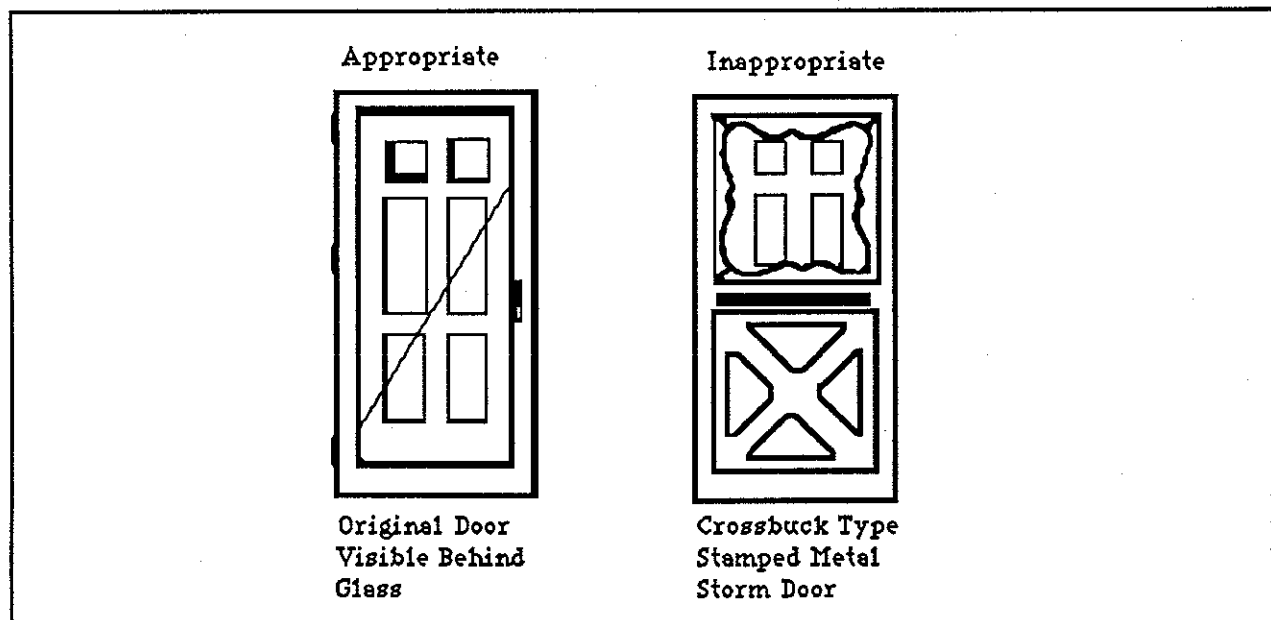 Appropriate
Inappropriate
Original Door
Visible Behind
Glass
Crossbuck Type
Stamped Metal
Storm Door